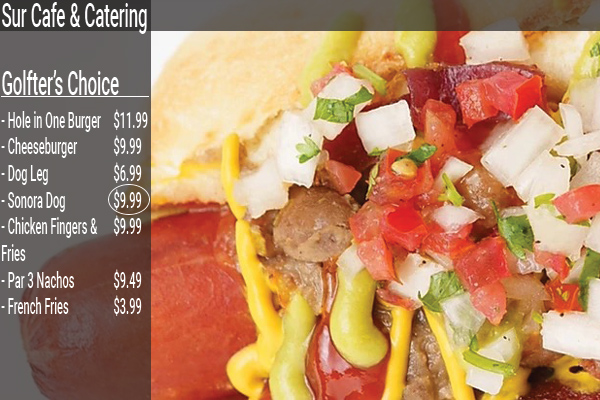 Sur Cafe & Catering
Golfter's Choice
- Hole in One Burger $11.99
- Cheeseburger $9.99
- Dog Leg $6.99
- Sonora Dog $9.99
- Chicken Fingers & $9.99
Fries
- Par 3 Nachos $9.49
- French Fries $3.99